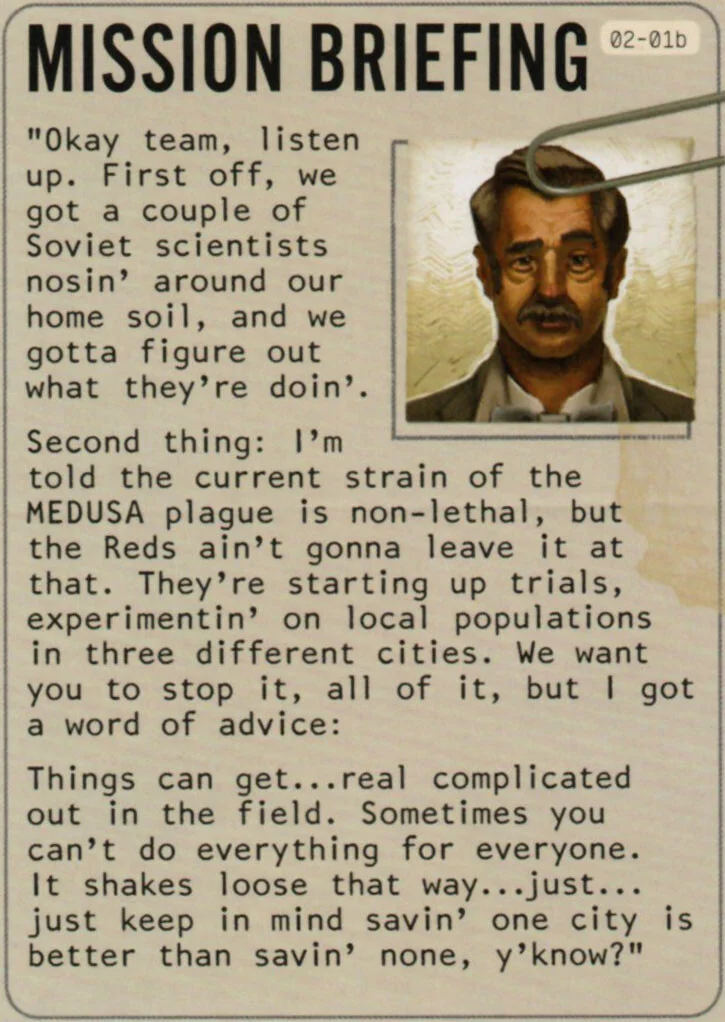 MISSION BRIEFING
02-01b
"Okay team, listen
up. First off, we
got a couple of
Soviet scientists
nosin' around our
home soil, and we
gotta figure out
what they're doin'.
Second thing: I'm
told the current strain of the
MEDUSA plague is non-lethal, but
the Reds ain't gonna leave it at
that. They're starting up trials,
experimentin' on local populations
in three different cities. We want
you to stop it, all of it, but I got
a word of advice:
Things can get...real complicated
out in the field. Sometimes you
can't do everything for everyone.
It shakes loose that way...just...
just keep in mind savin' one city is
better than savin' none, y'know?"